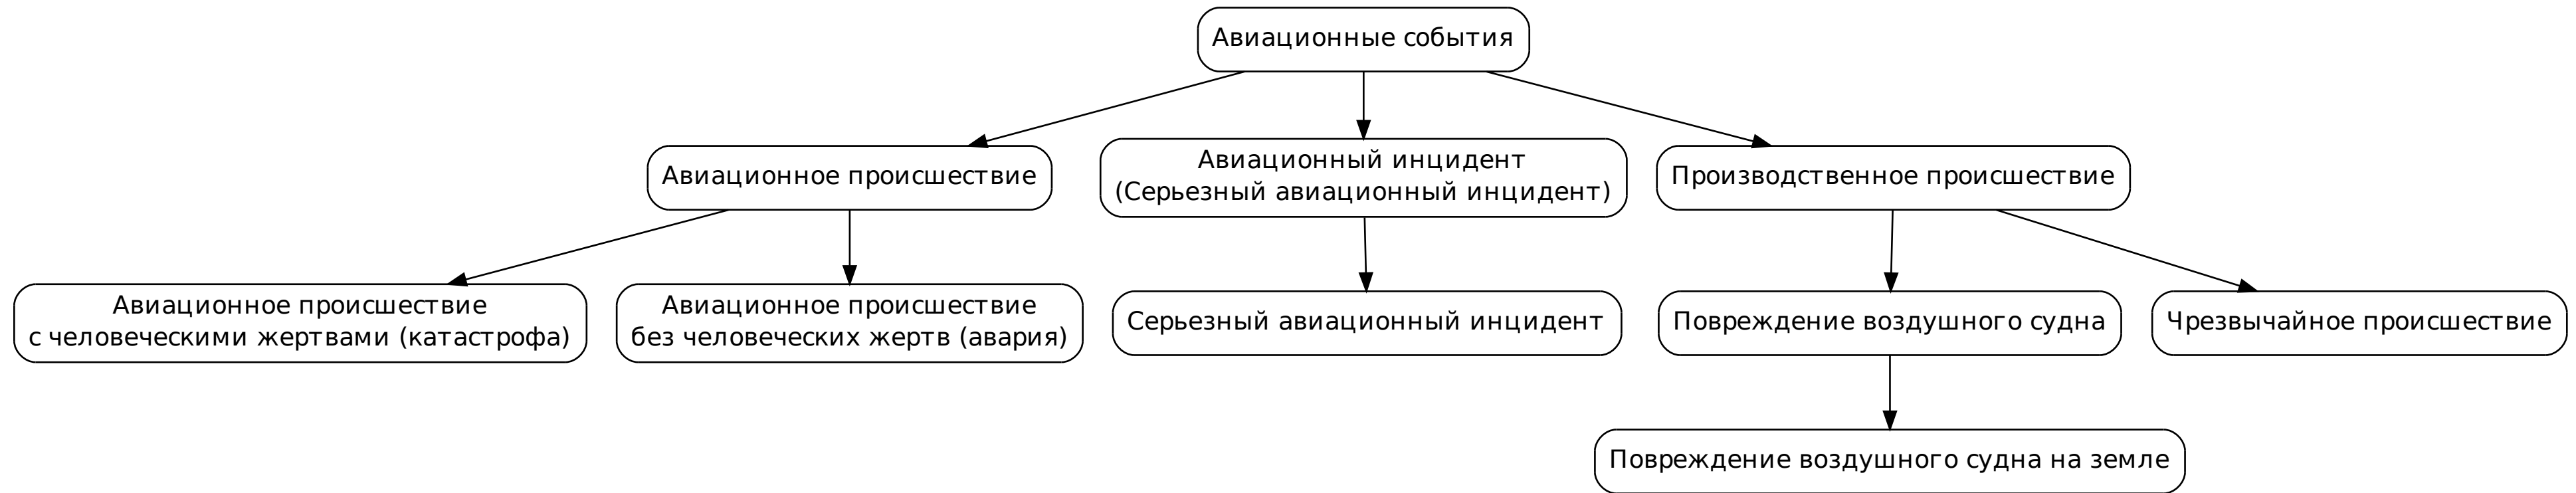 Авиационные события
Авиационное происшествие
Авиационный инцидент
(Серьезный авиационный инцидент)
Производственное происшествие
Авиационное происшествие
с человеческими жертвами (катастрофа)
Авиационное происшествие
без человеческих жертв (авария)
Серьезный авиационный инцидент
Повреждение воздушного судна
Чрезвычайное происшествие
Повреждение воздушного судна на земле